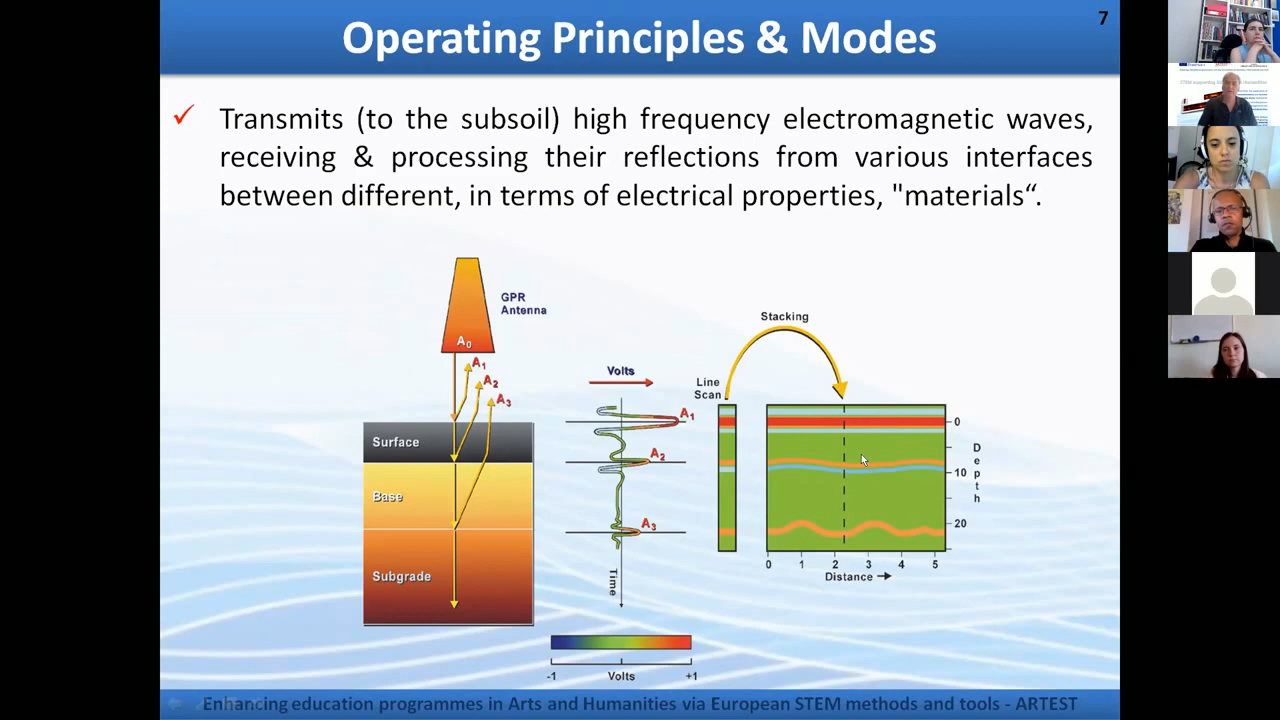 Operating Principles & Modes
7
✓ Transmits (to the subsoil) high frequency electromagnetic waves,
receiving & processing their reflections from various interfaces
between different, in terms of electrical properties, "materials“.
GPR
Antenna
A0
A1
A2
A3
Surface
Base
Subgrade
Volts
A1
A2
A3
Time
Line
Scan
Stacking
0
10
20
Depth
0 1 2 3 4 5
Distance
-1 Volts +1
Enhancing education programmes in Arts and Humanities via European STEM methods and tools - ARTEST